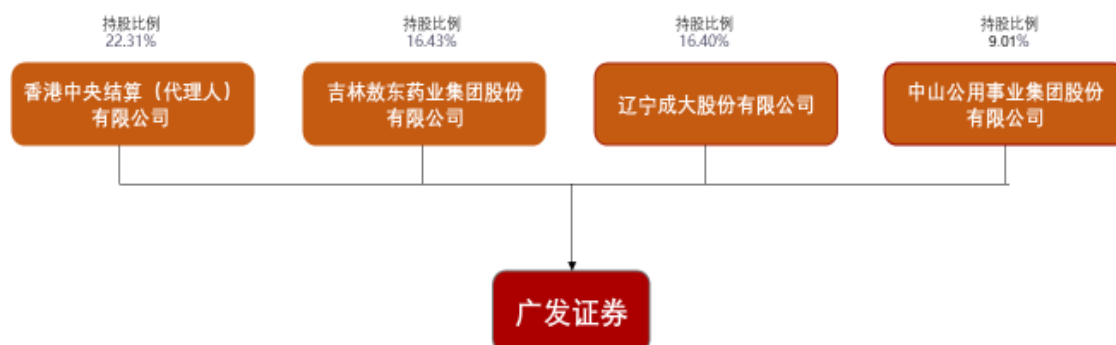 持股比例
22.31%
持股比例
16.43%
持股比例
16.40%
持股比例
9.01%
香港中央结算（代理人）
有限公司
吉林敖东药业集团股份
有限公司
辽宁成大股份有限公司
中山公用事业集团股份
有限公司
广发证券